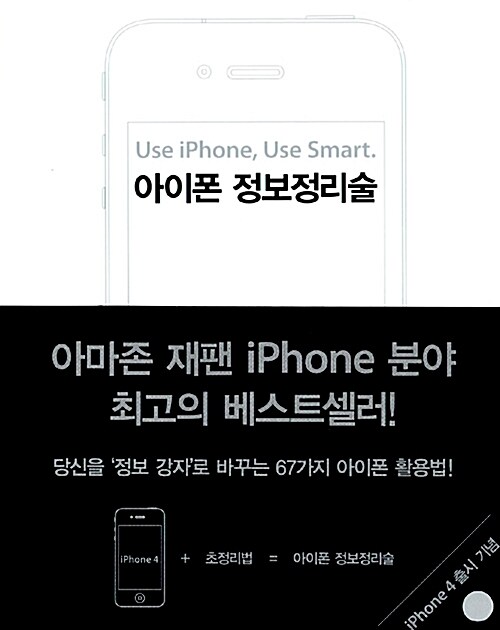 Use iPhone, Use Smart.
아이폰 정보정리술
아마존 재팬 iPhone 분야
최고의 베스트셀러!
당신을 '정보 강자'로 바꾸는 67가지 아이폰 활용법!
iPhone 4 + 초정리법 = 아이폰 정보정리술
iPhone 4 출시 기념